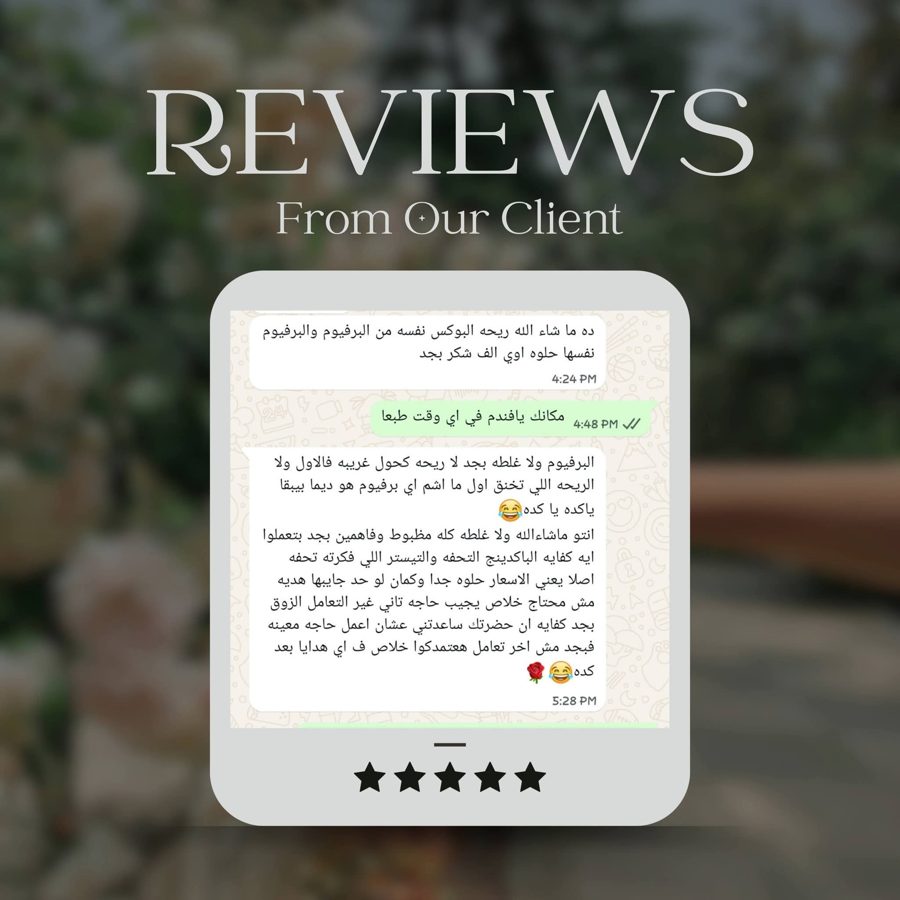 REVIEWS
From Our Client
ده ما شاء الله ريحه البوكس نفسه من البرفيوم والبرفيوم
نفسها حلوه اوي الف شكر بجد
4:24 PM
مكانك يافندم في اي وقت طبعا
4:48 PM
البرفيوم ولا غلطه بجد لا ريحه كحول غريبه فالاول ولا
الريحه اللي تخنق اول ما اشم اي برفيوم هو ديما بيبقا
ياكده يا كده😂
انتو ماشاءالله ولا غلطه كله مظبوط وفاهمين بجد بتعملوا
ايه كفايه الباكدينج التحفه والتيستر اللي فكرته تحفه
اصلا يعني الاسعار حلوه جدا وكمان لو حد جايبها هديه
مش محتاج خلاص يجيب حاجه تاني غير التعامل الزوق
بجد كفايه ان حضرتك ساعدتني عشان اعمل حاجه معينه
فبجد مش اخر تعامل هعتمدكوا خلاص ف اي هدايا بعد
كده😂🌹
5:28 PM